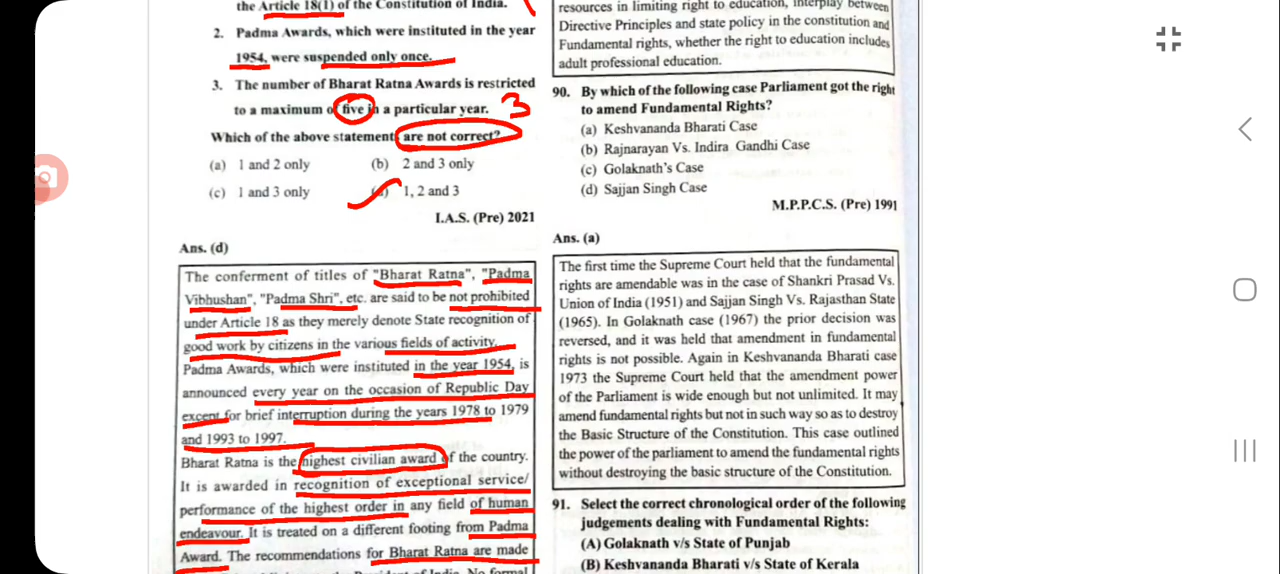 the Article 18(1) of the Constitution of India.
2. Padma Awards, which were instituted in the year
1954, were suspended only once.
3. The number of Bharat Ratna Awards is restricted
to a maximum of five in a particular year. 3
Which of the above statement are not correct?
(a) 1 and 2 only (b) 2 and 3 only
(c) 1 and 3 only 1, 2 and 3
I.A.S. (Pre) 2021
Ans. (d)
The conferment of titles of "Bharat Ratna", "Padma
Vibhushan", "Padma Shri", etc. are said to be not prohibited
under Article 18 as they merely denote State recognition of
good work by citizens in the various fields of activity.
Padma Awards, which were instituted in the year 1954, is
announced every year on the occasion of Republic Day
except for brief interruption during the years 1978 to 1979
and 1993 to 1997.
Bharat Ratna is the highest civilian award of the country.
It is awarded in recognition of exceptional service/
performance of the highest order in any field of human
endeavour. It is treated on a different footing from Padma
Award. The recommendations for Bharat Ratna are made
resources in limiting right to education, interplay between
Directive Principles and state policy in the constitution and
Fundamental rights, whether the right to education includes
adult professional education.
90. By which of the following case Parliament got the right
to amend Fundamental Rights?
(a) Keshvananda Bharati Case
(b) Rajnarayan Vs. Indira Gandhi Case
(c) Golaknath's Case
(d) Sajjan Singh Case
M.P.P.C.S. (Pre) 1991
Ans. (a)
The first time the Supreme Court held that the fundamental
rights are amendable was in the case of Shankri Prasad Vs.
Union of India (1951) and Sajjan Singh Vs. Rajasthan State
(1965). In Golaknath case (1967) the prior decision was
reversed, and it was held that amendment in fundamental
rights is not possible. Again in Keshvananda Bharati case
1973 the Supreme Court held that the amendment power
of the Parliament is wide enough but not unlimited. It may
amend fundamental rights but not in such way so as to destroy
the Basic Structure of the Constitution. This case outlined
the power of the parliament to amend the fundamental rights
without destroying the basic structure of the Constitution.
91. Select the correct chronological order of the following
judgements dealing with Fundamental Rights:
(A) Golaknath v/s State of Punjab
(B) Keshvananda Bharati v/s State of Kerala